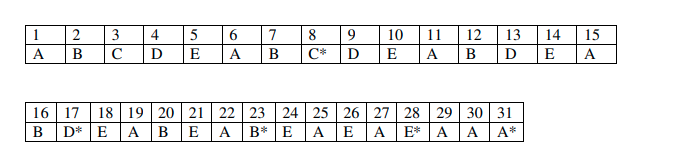 1 2 3 4 5 6 7 8 9 10 11 12 13 14 15
A B C D E A B C* D E A B D E A
16 17 18 19 20 21 22 23 24 25 26 27 28 29 30 31
B D* E A B E A B* E A E A E* A A A*